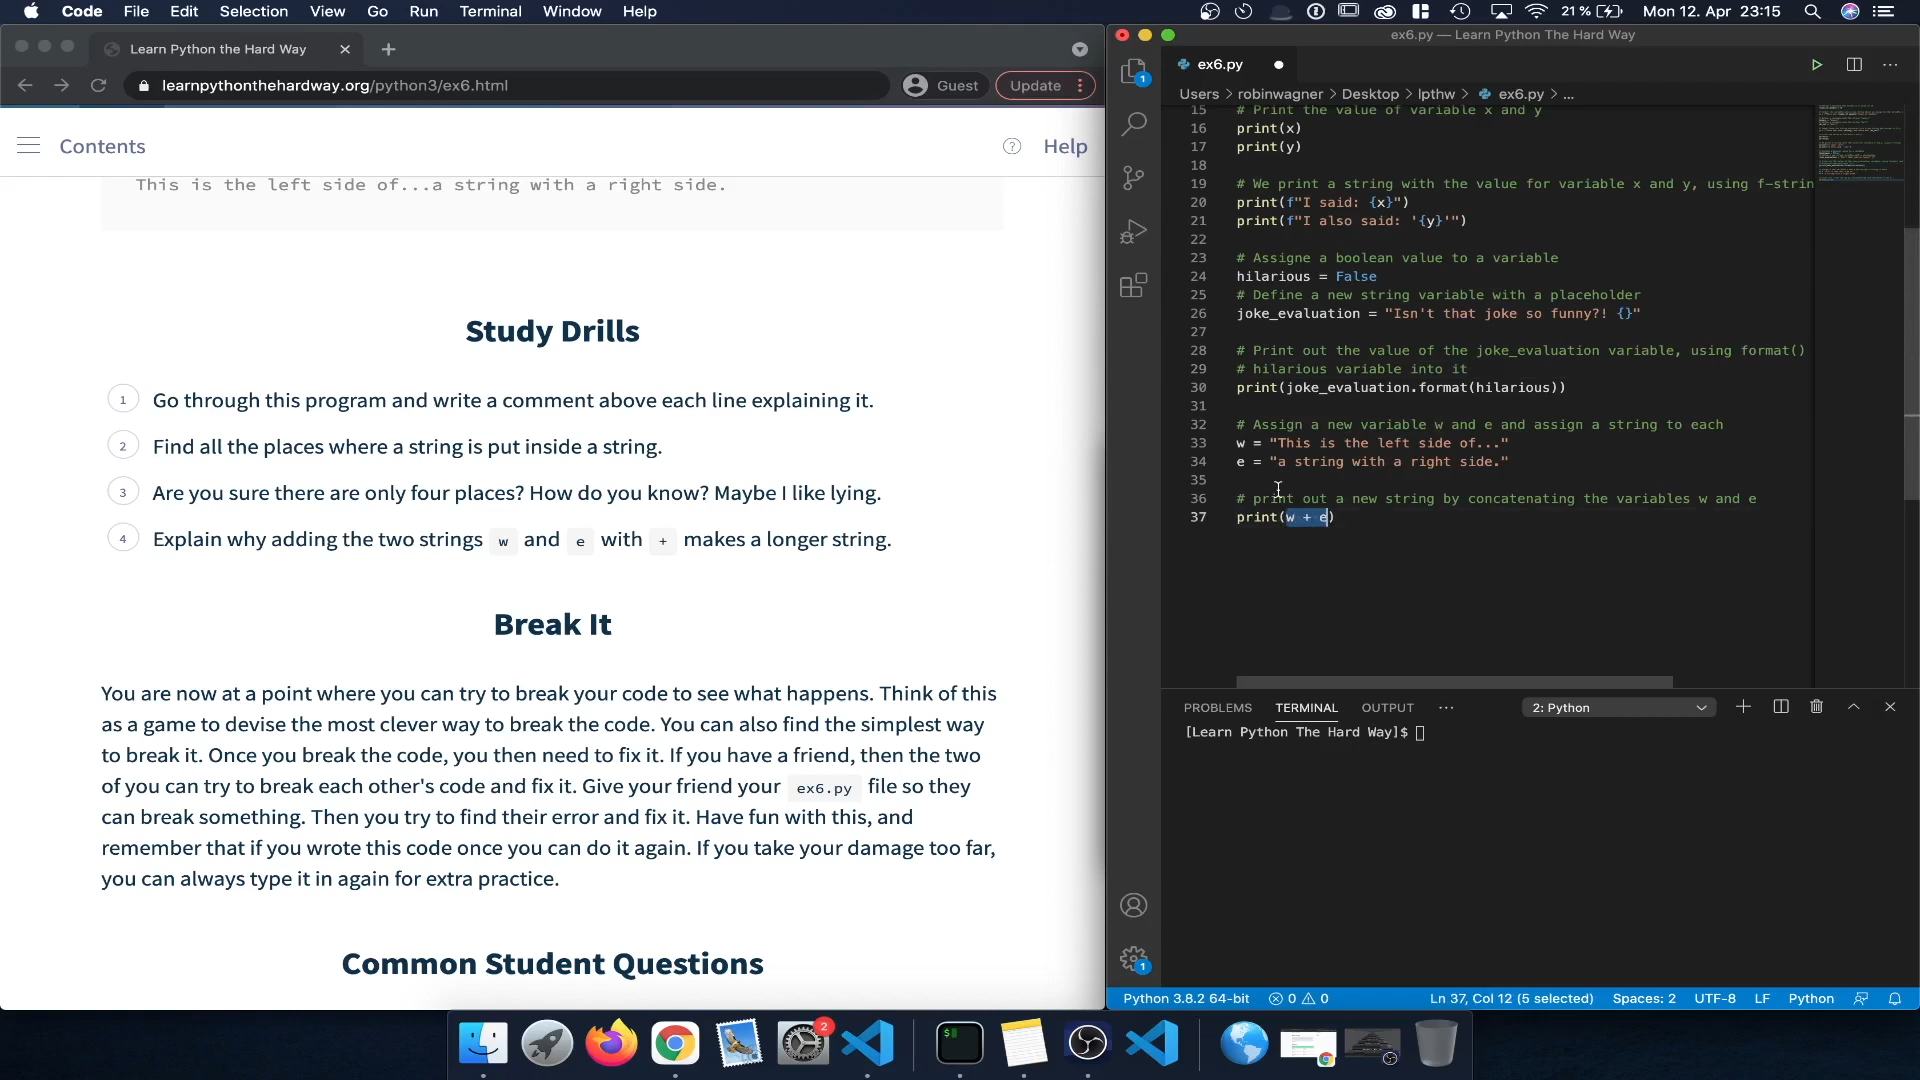 Code File Edit Selection View Go Run Terminal Window Help
21 % Mon 12. Apr 23:15
Learn Python the Hard Way
learnpythonthehardway.org/python3/ex6.html
Guest
Update
Contents
Help
This is the left side of...a string with a right side.
Study Drills
1 Go through this program and write a comment above each line explaining it.
2 Find all the places where a string is put inside a string.
3 Are you sure there are only four places? How do you know? Maybe I like lying.
4 Explain why adding the two strings w and e with + makes a longer string.
Break It
You are now at a point where you can try to break your code to see what happens. Think of this
as a game to devise the most clever way to break the code. You can also find the simplest way
to break it. Once you break the code, you then need to fix it. If you have a friend, then the two
of you can try to break each other's code and fix it. Give your friend your ex6.py file so they
can break something. Then you try to find their error and fix it. Have fun with this, and
remember that if you wrote this code once you can do it again. If you take your damage too far,
you can always type it in again for extra practice.
Common Student Questions
ex6.py — Learn Python The Hard Way
ex6.py
Users > robinwagner > Desktop > lpthw > ex6.py > ...
15 # Print the value of variable x and y
16 print(x)
17 print(y)
18
19 # We print a string with the value for variable x and y, using f-strin
20 print(f"I said: {x}")
21 print(f"I also said: '{y}'")
22
23 # Assigne a boolean value to a variable
24 hilarious = False
25 # Define a new string variable with a placeholder
26 joke_evaluation = "Isn't that joke so funny?! {}"
27
28 # Print out the value of the joke_evaluation variable, using format()
29 # hilarious variable into it
30 print(joke_evaluation.format(hilarious))
31
32 # Assign a new variable w and e and assign a string to each
33 w = "This is the left side of..."
34 e = "a string with a right side."
35
36 # print out a new string by concatenating the variables w and e
37 print(w + e)
1
1
PROBLEMS TERMINAL OUTPUT ... 2: Python
[Learn Python The Hard Way]$
Python 3.8.2 64-bit 0 0 Ln 37, Col 12 (5 selected) Spaces: 2 UTF-8 LF Python
2